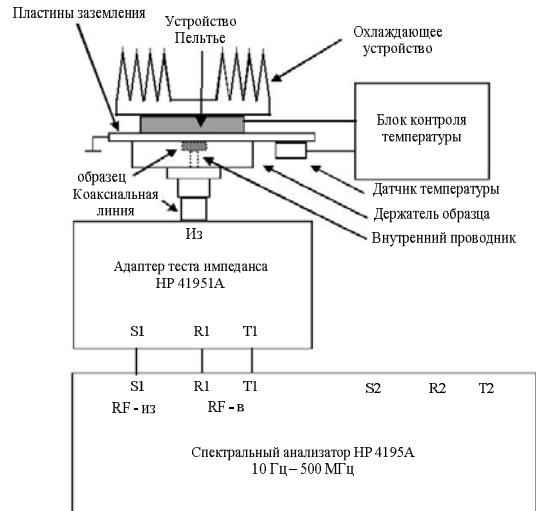 Пластины заземления
Устройство
Пельтье
Охлаждающее
устройство
Блок контроля
температуры
образец
Коаксиальная
линия
Датчик температуры
Держатель образца
Внутренний проводник
Из
Адаптер теста импеданса
HP 41951A
S1 R1 T1
S1 R1 T1 S2 R2 T2
RF - из RF - в
Спектральный анализатор HP 4195A
10 Гц – 500 МГц